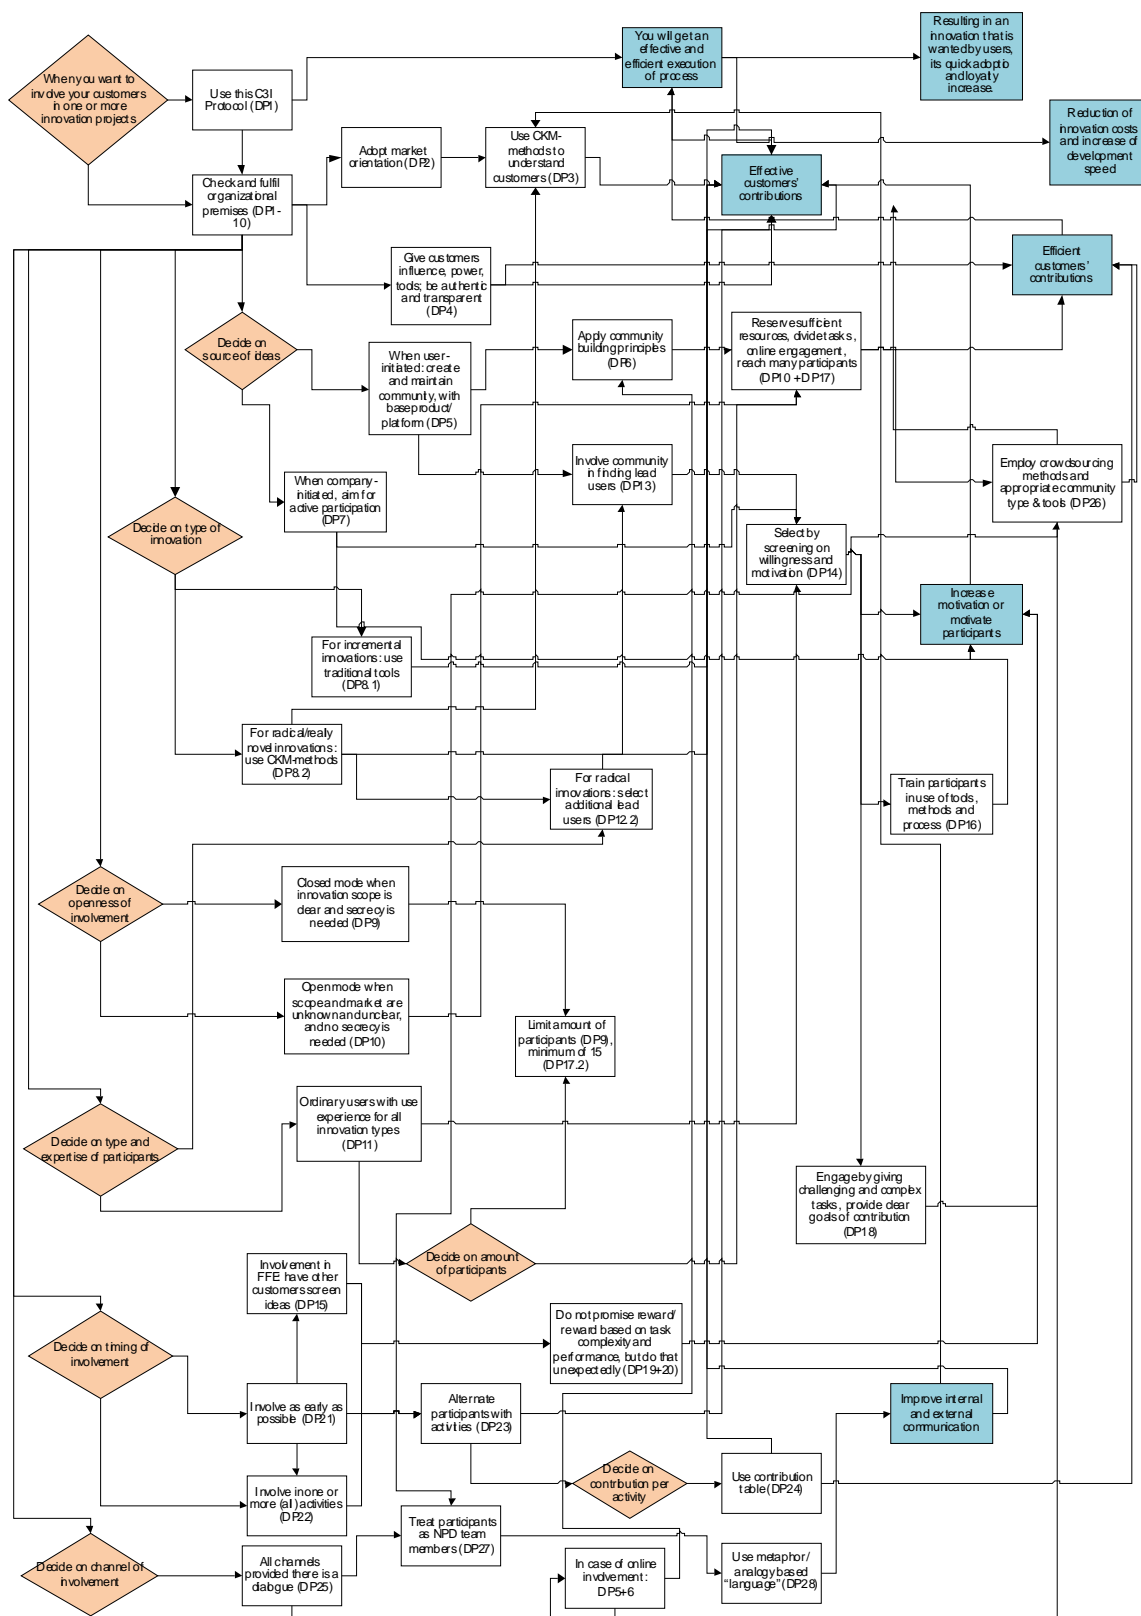 When you want to
involve your customers
in one or more
innovation projects
Use this C3I
Protocol (DP1)
You will get an
effective and
efficient execution
of process
Resulting in an
innovation that is
wanted by users,
its quick adoptio
and loyalty
increase.
Reduction of
innovation costs
and increase of
development
speed
Check and fulfil
organizational
premises (DP1-
10)
Adopt market
orientation (DP2)
Use CKM-
methods to
understand
customers (DP3)
Effective
customers'
contributions
Give customers
influence, power,
tools; be authentic
and transparent
(DP4)
Efficient
customers'
contributions
Decide on
source of ideas
When user-
initiated: create
and maintain
community, with
base product/
platform (DP5)
Apply community
building principles
(DP6)
Reserve sufficient
resources, divide tasks,
online engagement,
reach many participants
(DP10 +DP17)
When company-
initiated, aim for
active participation
(DP7)
Involve community
in finding lead
users (DP13)
Employ crowdsourcing
methods and
appropriate community
type & tools (DP26)
Decide on type of
innovation
Select by
screening on
willingness and
motivation (DP14)
For incremental
innovations: use
traditional tools
(DP8.1)
Increase
motivation or
motivate
participants
For radical/really
novel innovations:
use CKM-methods
(DP8.2)
For radical
innovations: select
additional lead
users (DP12.2)
Train participants
in use of tools,
methods and
process (DP16)
Decide on
openness of
involvement
Closed mode when
innovation scope is
clear and secrecy is
needed (DP9)
Open mode when
scope and market are
unknown and unclear,
and no secrecy is
needed (DP10)
Limit amount of
participants (DP9),
minimum of 15
(DP17.2)
Decide on type and
expertise of participants
Ordinary users with use
experience for all
innovation types
(DP11)
Engage by giving
challenging and complex
tasks, provide clear
goals of contribution
(DP18)
Decide on amount
of participants
Involvement in
FFE have other
customers screen
ideas (DP15)
Decide on timing of
involvement
Do not promise reward/
reward based on task
complexity and
performance, but do that
unexpectedly (DP19+20)
Involve as early as
possible (DP21)
Alternate
participants with
activities (DP23)
Improve internal
and external
communication
Decide on
contribution per
activity
Use contribution
table (DP24)
Involve in one or
more (all) activities
(DP22)
Treat participants
as NPD team
members (DP27)
Decide on channel of
involvement
All channels
provided there is a
dialogue (DP25)
In case of online
involvement:
DP5+6
Use metaphor/
analogy based
"language" (DP28)